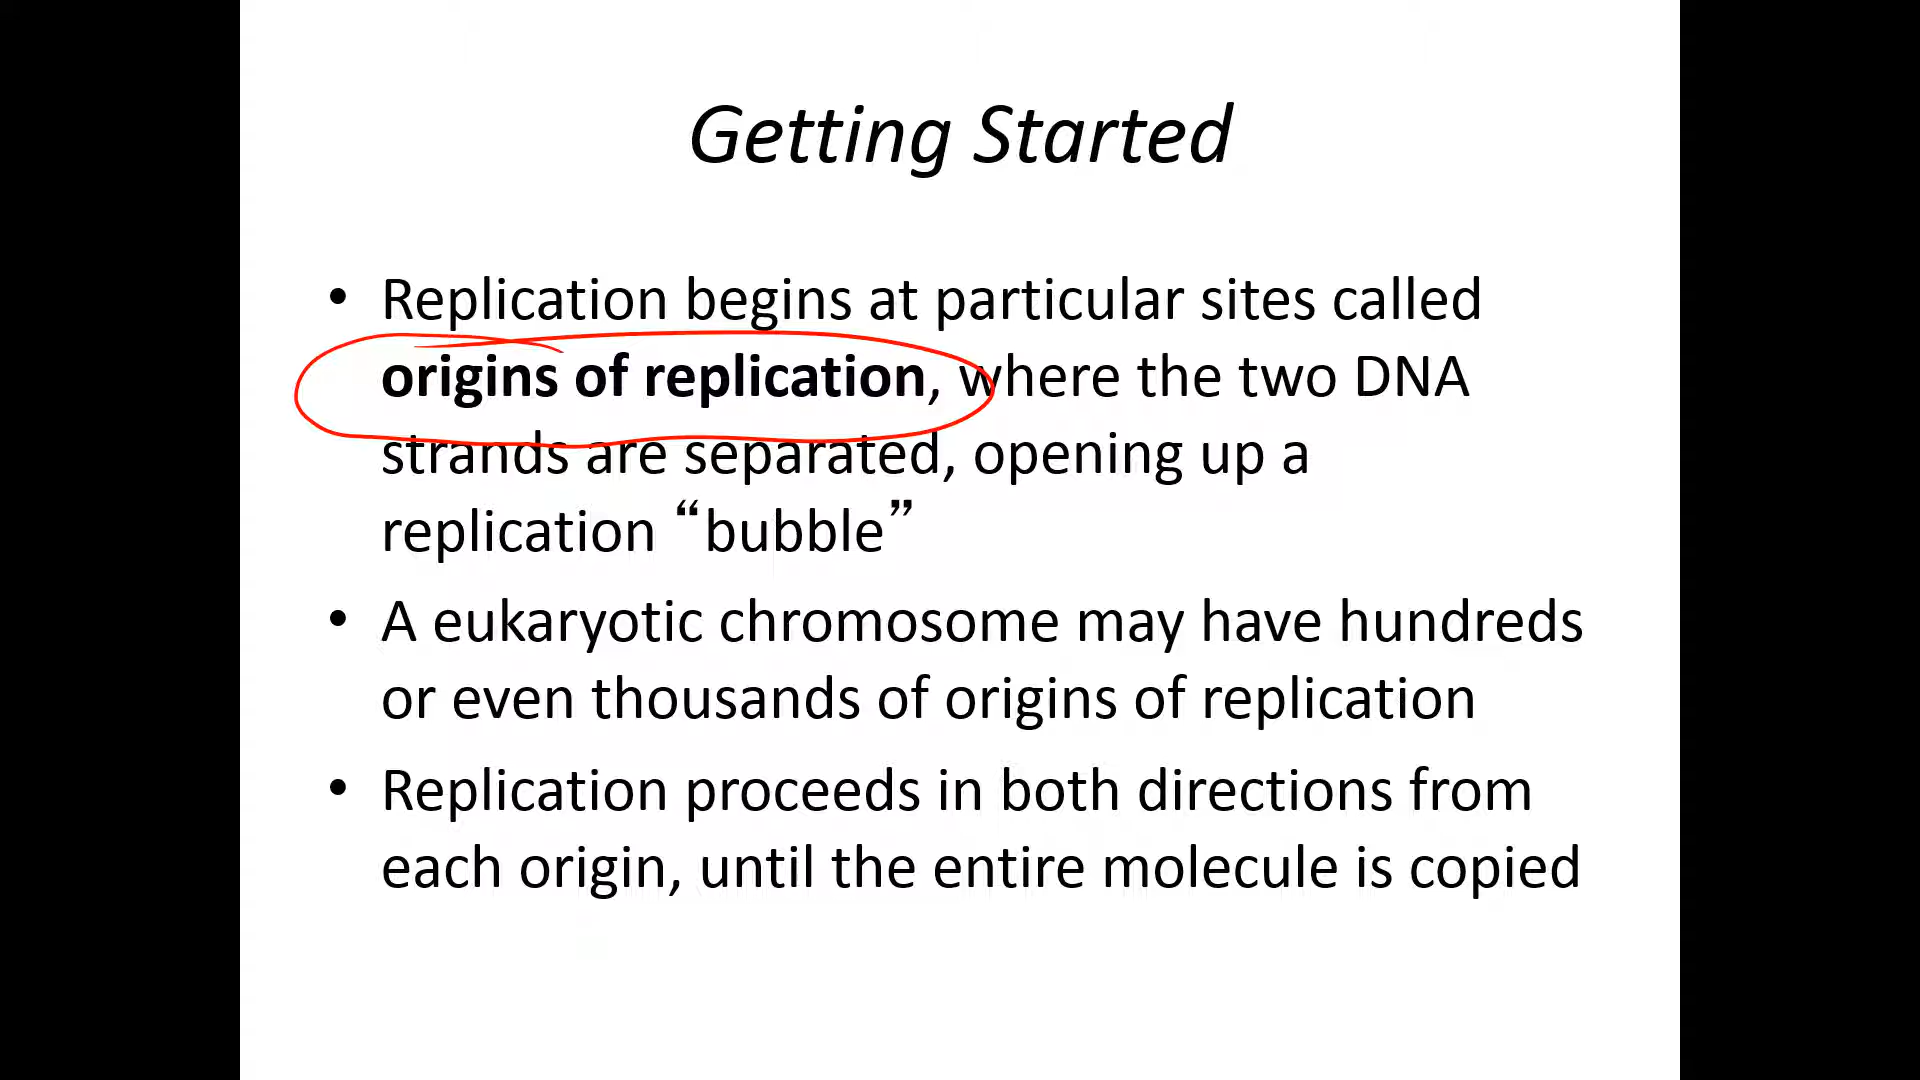 Getting Started
• Replication begins at particular sites called
origins of replication, where the two DNA
strands are separated, opening up a
replication “bubble”
• A eukaryotic chromosome may have hundreds
or even thousands of origins of replication
• Replication proceeds in both directions from
each origin, until the entire molecule is copied